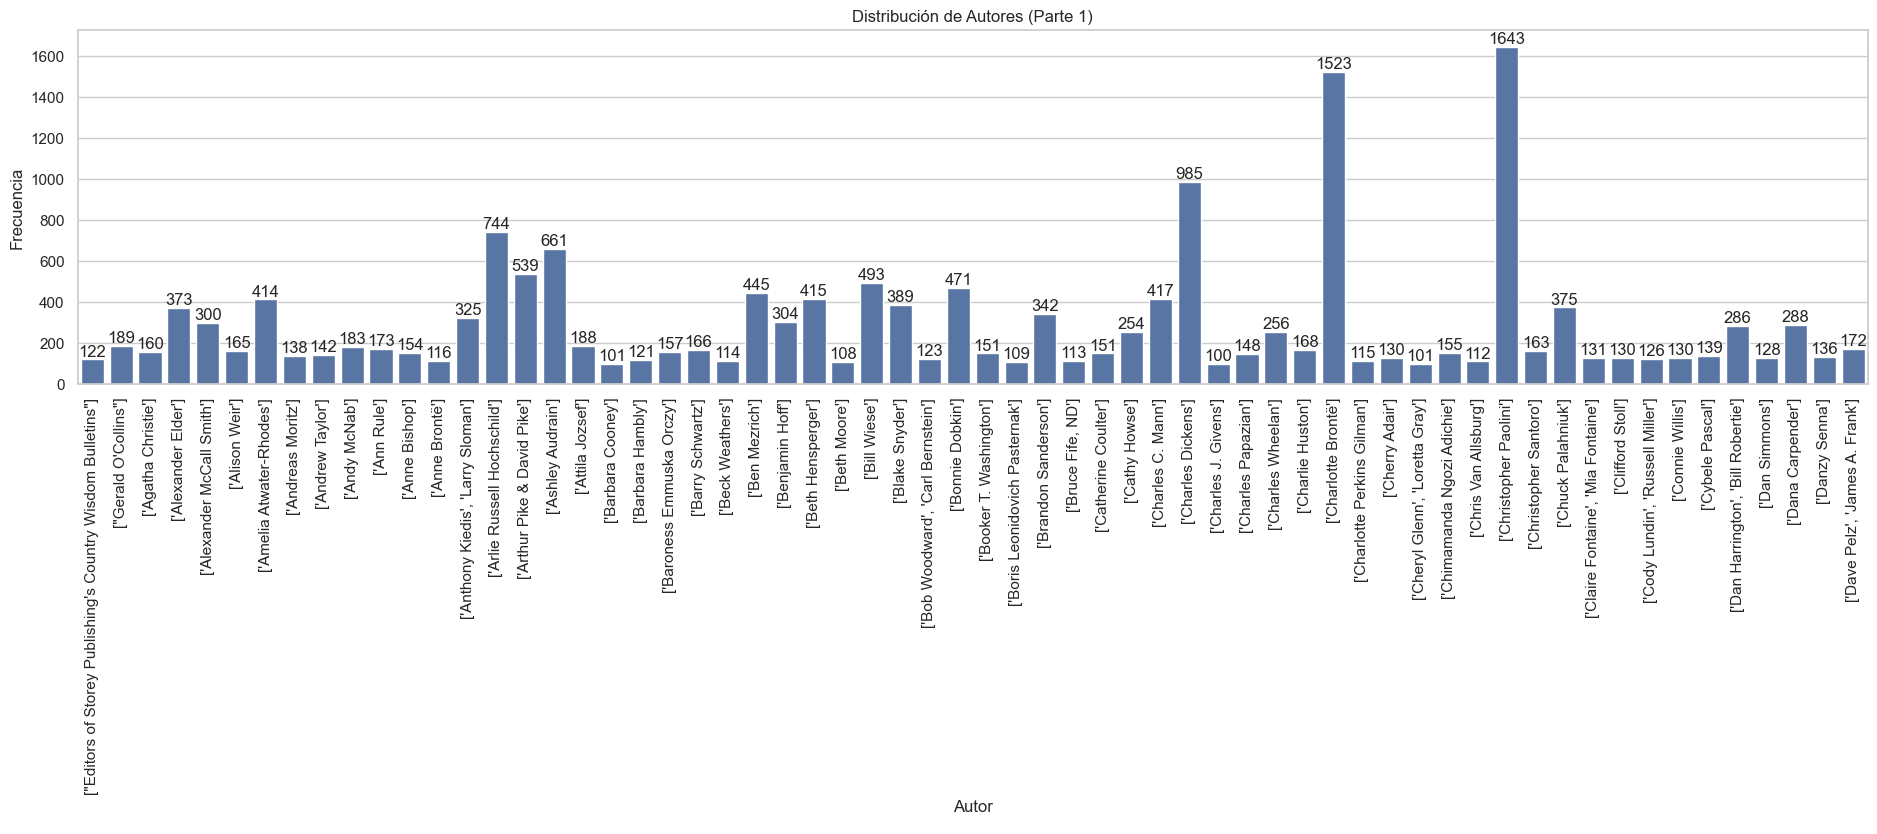 Distribución de Autores (Parte 1)
Frecuencia
1600
1400
1200
1000
800
600
400
200
0
122
189
160
373
300
165
414
138
142
183
173
154
116
325
744
539
661
188
101
121
157
166
114
445
304
415
108
493
389
123
471
151
109
342
113
151
254
417
985
100
148
256
168
1523
115
130
101
155
112
1643
163
375
131
130
126
130
139
286
128
288
136
172
["Editors of Storey Publishing's Country Wisdom Bulletins"]
["Gerald O'Collins"]
['Agatha Christie']
['Alexander Elder']
['Alexander McCall Smith']
['Alison Weir']
['Amelia Atwater-Rhodes']
['Andreas Moritz']
['Andrew Taylor']
['Andy McNab']
['Ann Rule']
['Anne Bishop']
['Anne Brontë']
['Anthony Kiedis', 'Larry Sloman']
['Arlie Russell Hochschild']
['Arthur Pike & David Pike']
['Ashley Audrain']
['Attila Jozsef']
['Barbara Cooney']
['Barbara Hambly']
['Baroness Emmuska Orczy']
['Barry Schwartz']
['Beck Weathers']
['Ben Mezrich']
['Benjamin Hoff']
['Beth Hensperger']
['Beth Moore']
['Bill Wiese']
['Blake Snyder']
['Bob Woodward', 'Carl Bernstein']
['Bonnie Dobkin']
['Booker T. Washington']
['Boris Leonidovich Pasternak']
['Brandon Sanderson']
['Bruce Fife, ND']
['Catherine Coulter']
['Cathy Howse']
['Charles C. Mann']
['Charles Dickens']
['Charles J. Givens']
['Charles Papazian']
['Charles Wheelan']
['Charlie Huston']
['Charlotte Brontë']
['Charlotte Perkins Gilman']
['Cherry Adair']
['Cheryl Glenn', 'Loretta Gray']
['Chimamanda Ngozi Adichie']
['Chris Van Allsburg']
['Christopher Paolini']
['Christopher Santoro']
['Chuck Palahniuk']
['Claire Fontaine', 'Mia Fontaine']
['Clifford Stoll']
['Cody Lundin', 'Russell Miller']
['Connie Willis']
['Cybele Pascal']
['Dan Harrington', 'Bill Robertie']
['Dan Simmons']
['Dana Carpender']
['Danzy Senna']
['Dave Pelz', 'James A. Frank']
Autor